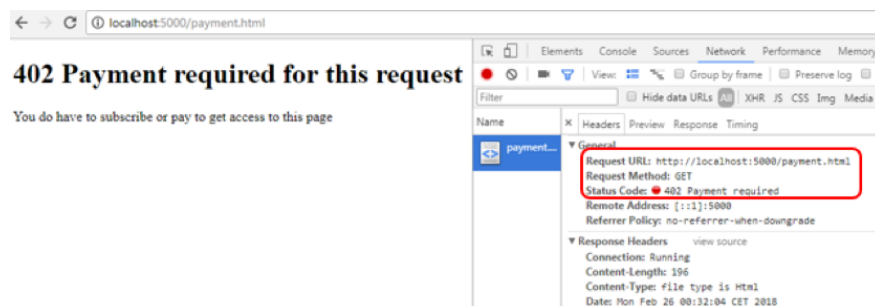 localhost:5000/payment.html
402 Payment required for this request
You do have to subscribe or pay to get access to this page
Elements Console Sources Network Performance Memory
View: Group by frame Preserve log
Filter Hide data URLs All XHR JS CSS Img Media
Name Headers Preview Response Timing
payment....
General
Request URL: http://localhost:5000/payment.html
Request Method: GET
Status Code: 402 Payment required
Remote Address: [::1]:5000
Referrer Policy: no-referrer-when-downgrade
Response Headers view source
Connection: Running
Content-Length: 196
Content-Type: file type is Html
Date: Mon Feb 26 00:32:04 CET 2018